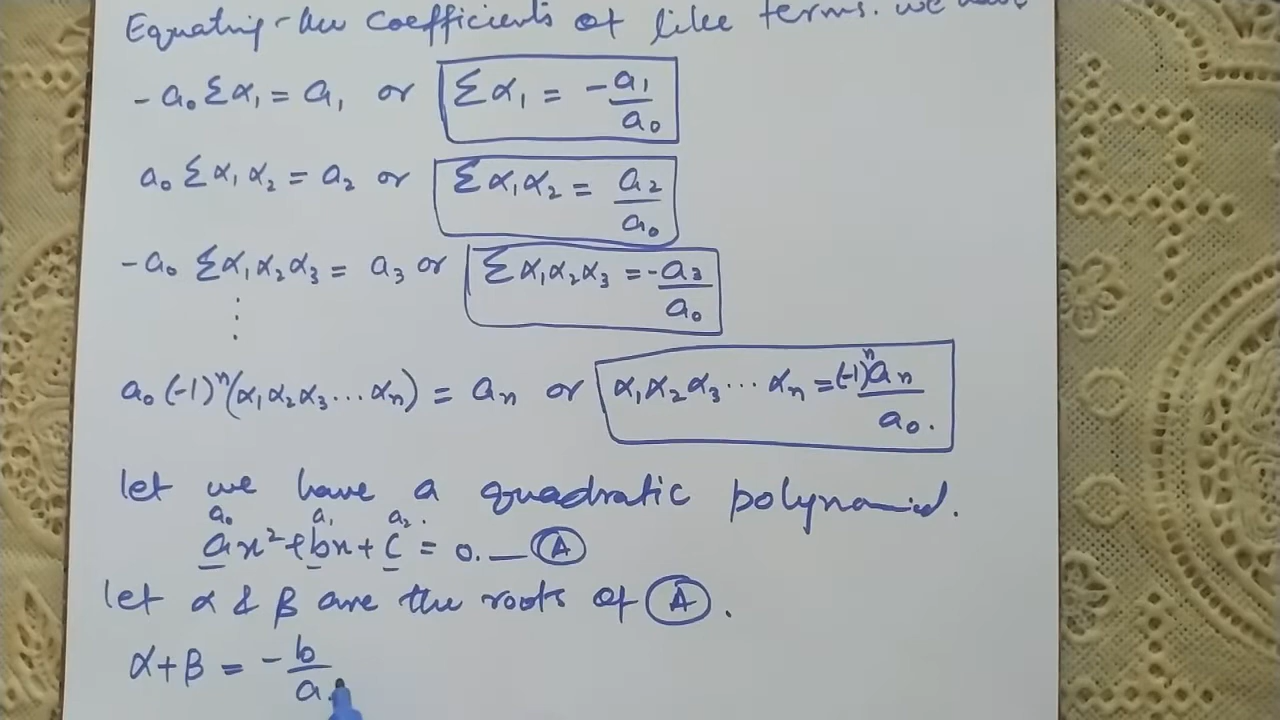 Equating the coefficients of like terms. we have
- a₀ Σα₁ = a₁ or Σα₁ = -a₁/a₀
a₀ Σα₁α₂ = a₂ or Σα₁α₂ = a₂/a₀
-a₀ Σα₁α₂α₃ = a₃ or Σα₁α₂α₃ = -a₃/a₀
⋮
a₀(-1)ⁿ(α₁α₂α₃...αₙ) = aₙ or α₁α₂α₃...αₙ = (-1)ⁿaₙ/a₀.
let we have a quadratic polynomial.
a₀ a₁ a₂.
ax²+bx+c = 0. — Ⓐ
let α & β are the roots of Ⓐ.
α+β = -b/a.